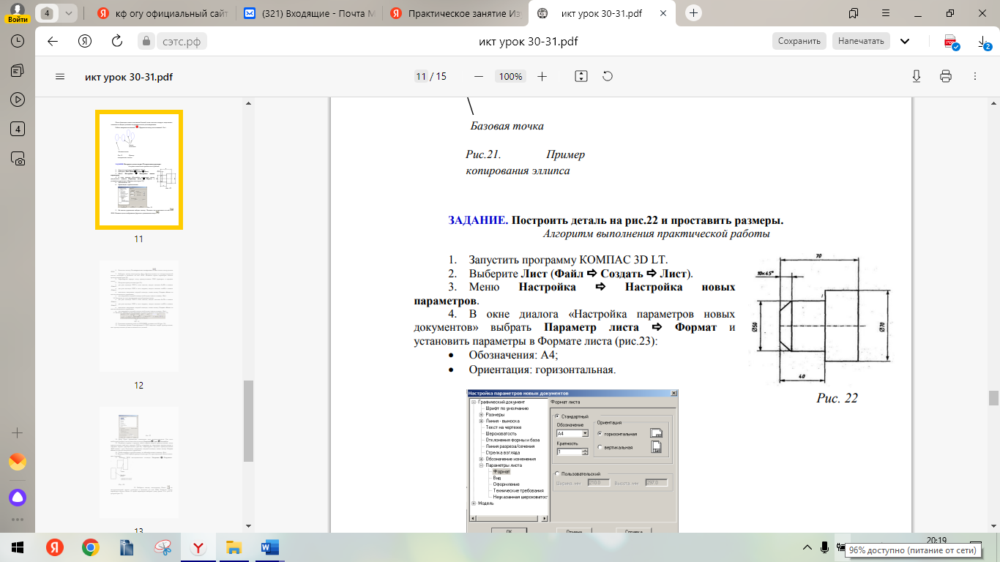 Войти
4
кф огу официальный сайт
(321) Входящие - Почта M
Практическое занятие Из
икт урок 30-31.pdf
сэтс.рф
икт урок 30-31.pdf
Сохранить
Напечатать
2
икт урок 30-31.pdf
11 / 15
100%
4
11
12
13
Базовая точка
Рис.21. Пример
копирования эллипса
ЗАДАНИЕ. Построить деталь на рис.22 и проставить размеры.
Алгоритм выполнения практической работы
1. Запустить программу КОМПАС 3D LT.
2. Выберите Лист (Файл ⇨ Создать ⇨ Лист).
3. Меню Настройка ⇨ Настройка новых
параметров.
4. В окне диалога «Настройка параметров новых
документов» выбрать Параметр листа ⇨ Формат и
установить параметры в Формате листа (рис.23):
• Обозначения: А4;
• Ориентация: горизонтальная.
70
10×45°
Ø50
Ø70
40
Рис. 22
Настройка параметров новых документов
Графический документ
Шрифт по умолчанию
Размеры
Линия - выноска
Текст на чертеже
Шероховатость
Отклонения формы и база
Линия разреза/сечения
Стрелка взгляда
Обозначение изменения
Параметры листа
Формат
Вид
Оформление
Технические требования
Неуказанная шероховатос
Модель
Формат листа
Стандартный
Обозначение
A4
Кратность
1
Ориентация
горизонтальная
вертикальная
Пользовательский
Ширина, мм
210.0
Высота, мм
297.0
OK
Отмена
Справка
20:19
96% доступно (питание от сети)